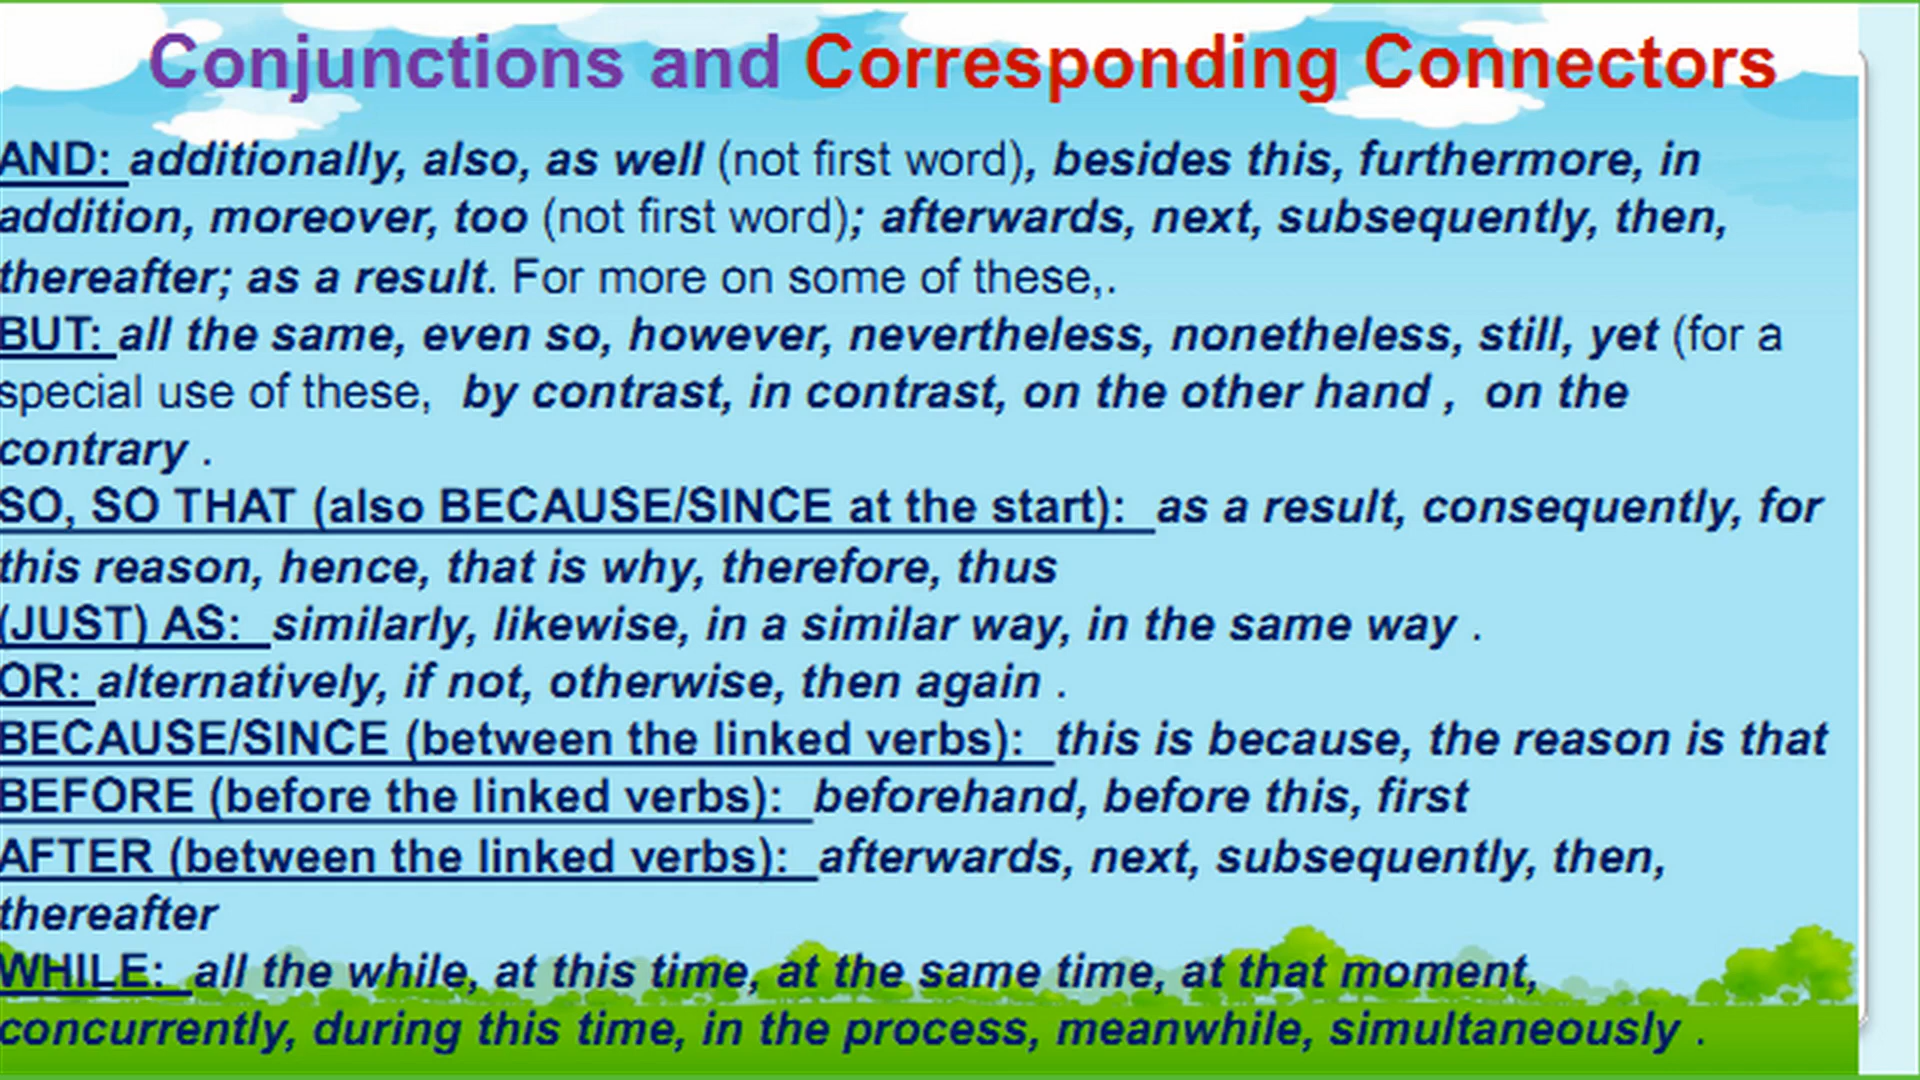 Conjunctions and Corresponding Connectors
AND: additionally, also, as well (not first word), besides this, furthermore, in
addition, moreover, too (not first word); afterwards, next, subsequently, then,
thereafter; as a result. For more on some of these,.
BUT: all the same, even so, however, nevertheless, nonetheless, still, yet (for a
special use of these, by contrast, in contrast, on the other hand , on the
contrary .
SO, SO THAT (also BECAUSE/SINCE at the start): as a result, consequently, for
this reason, hence, that is why, therefore, thus
(JUST) AS: similarly, likewise, in a similar way, in the same way .
OR: alternatively, if not, otherwise, then again .
BECAUSE/SINCE (between the linked verbs): this is because, the reason is that
BEFORE (before the linked verbs): beforehand, before this, first
AFTER (between the linked verbs): afterwards, next, subsequently, then,
thereafter
WHILE: all the while, at this time, at the same time, at that moment,
concurrently, during this time, in the process, meanwhile, simultaneously .